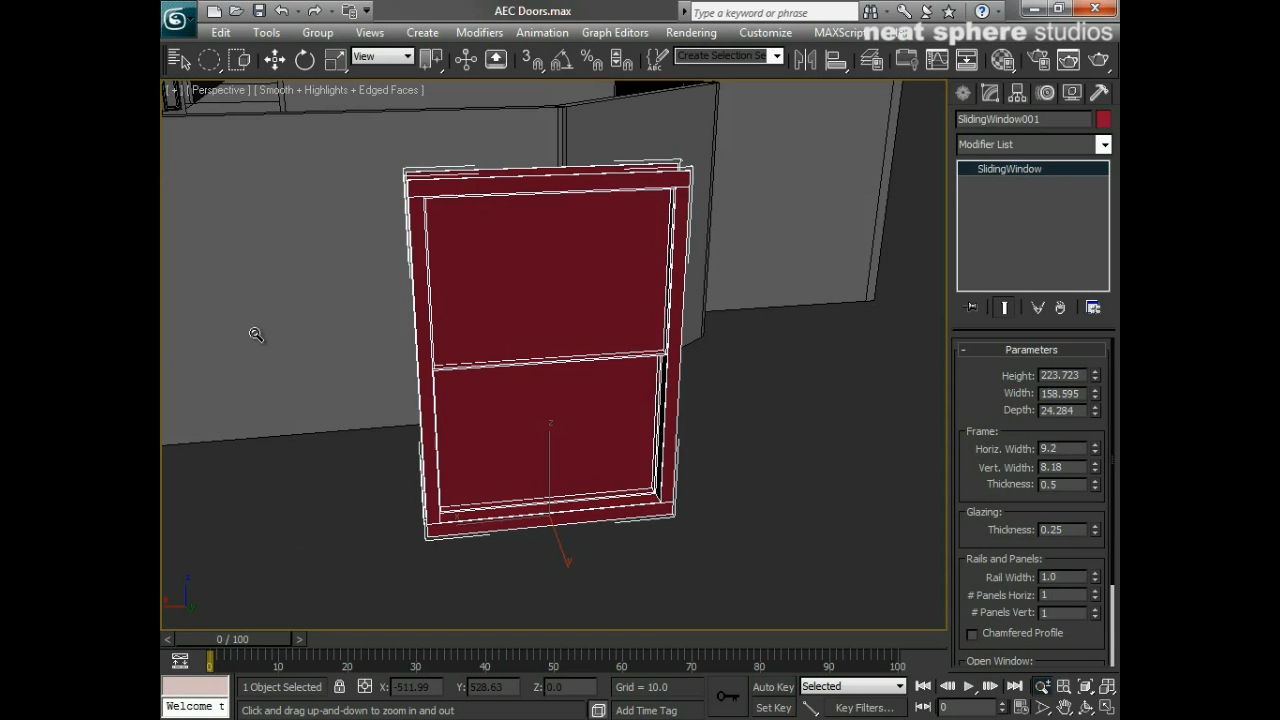 AEC Doors.max
Type a keyword or phrase
Edit Tools Group Views Create Modifiers Animation Graph Editors Rendering Customize MAXScri
neat sphere studios
View
Create Selection Se
[ + ] [ Perspective ] [ Smooth + Highlights + Edged Faces ]
SlidingWindow001
Modifier List
SlidingWindow
Parameters
Height: 223.723
Width: 158.595
Depth: 24.284
Frame:
Horiz. Width: 9.2
Vert. Width: 8.18
Thickness: 0.5
Glazing:
Thickness: 0.25
Rails and Panels:
Rail Width: 1.0
# Panels Horiz: 1
# Panels Vert: 1
Chamfered Profile
Open Window:
z
x
y
z
0 / 100
0 10 20 30 40 50 60 70 80 90 100
1 Object Selected X: -511.99 Y: 528.63 Z: 0.0 Grid = 10.0 Auto Key Selected
Welcome t Click and drag up-and-down to zoom in and out Add Time Tag Set Key Key Filters... 0